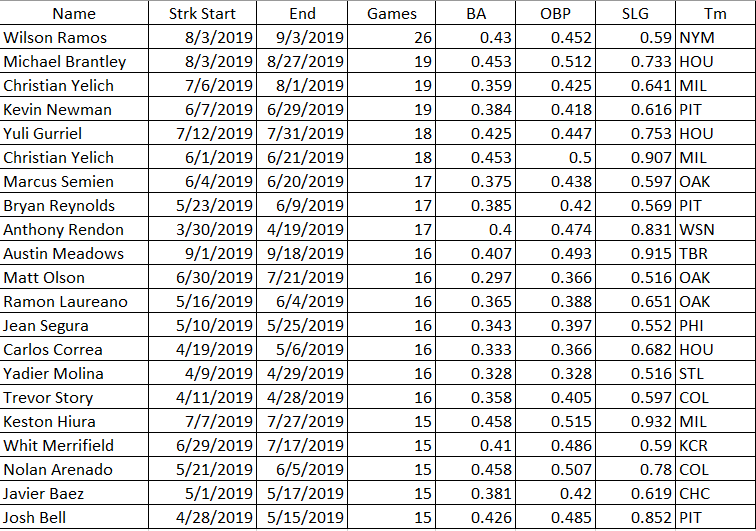 Name Strk Start End Games BA OBP SLG Tm
Wilson Ramos 8/3/2019 9/3/2019 26 0.43 0.452 0.59 NYM
Michael Brantley 8/3/2019 8/27/2019 19 0.453 0.512 0.733 HOU
Christian Yelich 7/6/2019 8/1/2019 19 0.359 0.425 0.641 MIL
Kevin Newman 6/7/2019 6/29/2019 19 0.384 0.418 0.616 PIT
Yuli Gurriel 7/12/2019 7/31/2019 18 0.425 0.447 0.753 HOU
Christian Yelich 6/1/2019 6/21/2019 18 0.453 0.5 0.907 MIL
Marcus Semien 6/4/2019 6/20/2019 17 0.375 0.438 0.597 OAK
Bryan Reynolds 5/23/2019 6/9/2019 17 0.385 0.42 0.569 PIT
Anthony Rendon 3/30/2019 4/19/2019 17 0.4 0.474 0.831 WSN
Austin Meadows 9/1/2019 9/18/2019 16 0.407 0.493 0.915 TBR
Matt Olson 6/30/2019 7/21/2019 16 0.297 0.366 0.516 OAK
Ramon Laureano 5/16/2019 6/4/2019 16 0.365 0.388 0.651 OAK
Jean Segura 5/10/2019 5/25/2019 16 0.343 0.397 0.552 PHI
Carlos Correa 4/19/2019 5/6/2019 16 0.333 0.366 0.682 HOU
Yadier Molina 4/9/2019 4/29/2019 16 0.328 0.328 0.516 STL
Trevor Story 4/11/2019 4/28/2019 16 0.358 0.405 0.597 COL
Keston Hiura 7/7/2019 7/27/2019 15 0.458 0.515 0.932 MIL
Whit Merrifield 6/29/2019 7/17/2019 15 0.41 0.486 0.59 KCR
Nolan Arenado 5/21/2019 6/5/2019 15 0.458 0.507 0.78 COL
Javier Baez 5/1/2019 5/17/2019 15 0.381 0.42 0.619 CHC
Josh Bell 4/28/2019 5/15/2019 15 0.426 0.485 0.852 PIT